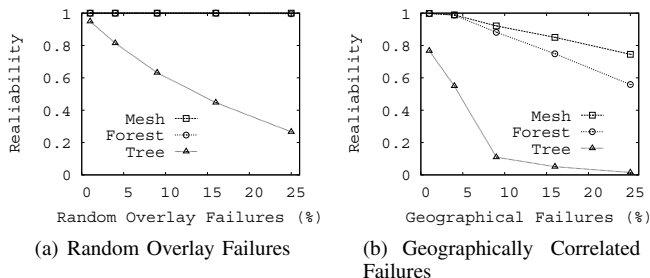 1
0.8
0.6
0.4
0.2
0
Realiability
Mesh
Forest
Tree
0 5 10 15 20 25
Random Overlay Failures (%)
(a) Random Overlay Failures
1
0.8
0.6
0.4
0.2
0
Realiability
Mesh
Forest
Tree
0 5 10 15 20 25
Geographical Failures (%)
(b) Geographically Correlated
Failures